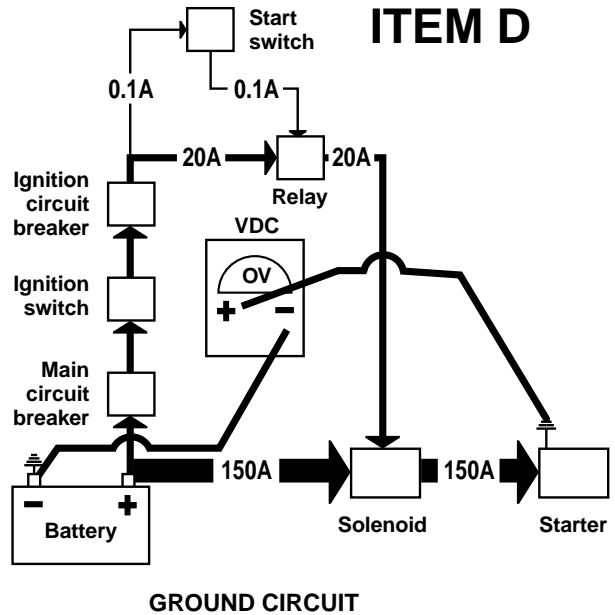 ITEM D
Start
switch
0.1A
0.1A
20A
20A
Relay
Ignition
circuit
breaker
VDC
OV
+ −
Ignition
switch
Main
circuit
breaker
150A
150A
− +
Battery
Solenoid
Starter
GROUND CIRCUIT